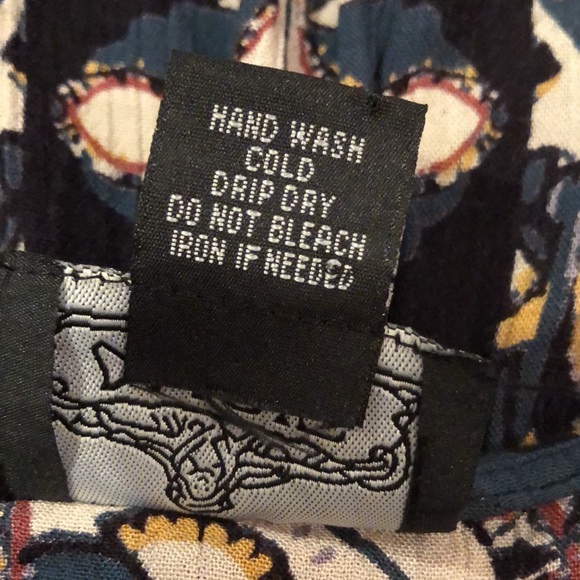 HAND WASH
COLD
DRIP DRY
DO NOT BLEACH
IRON IF NEEDED